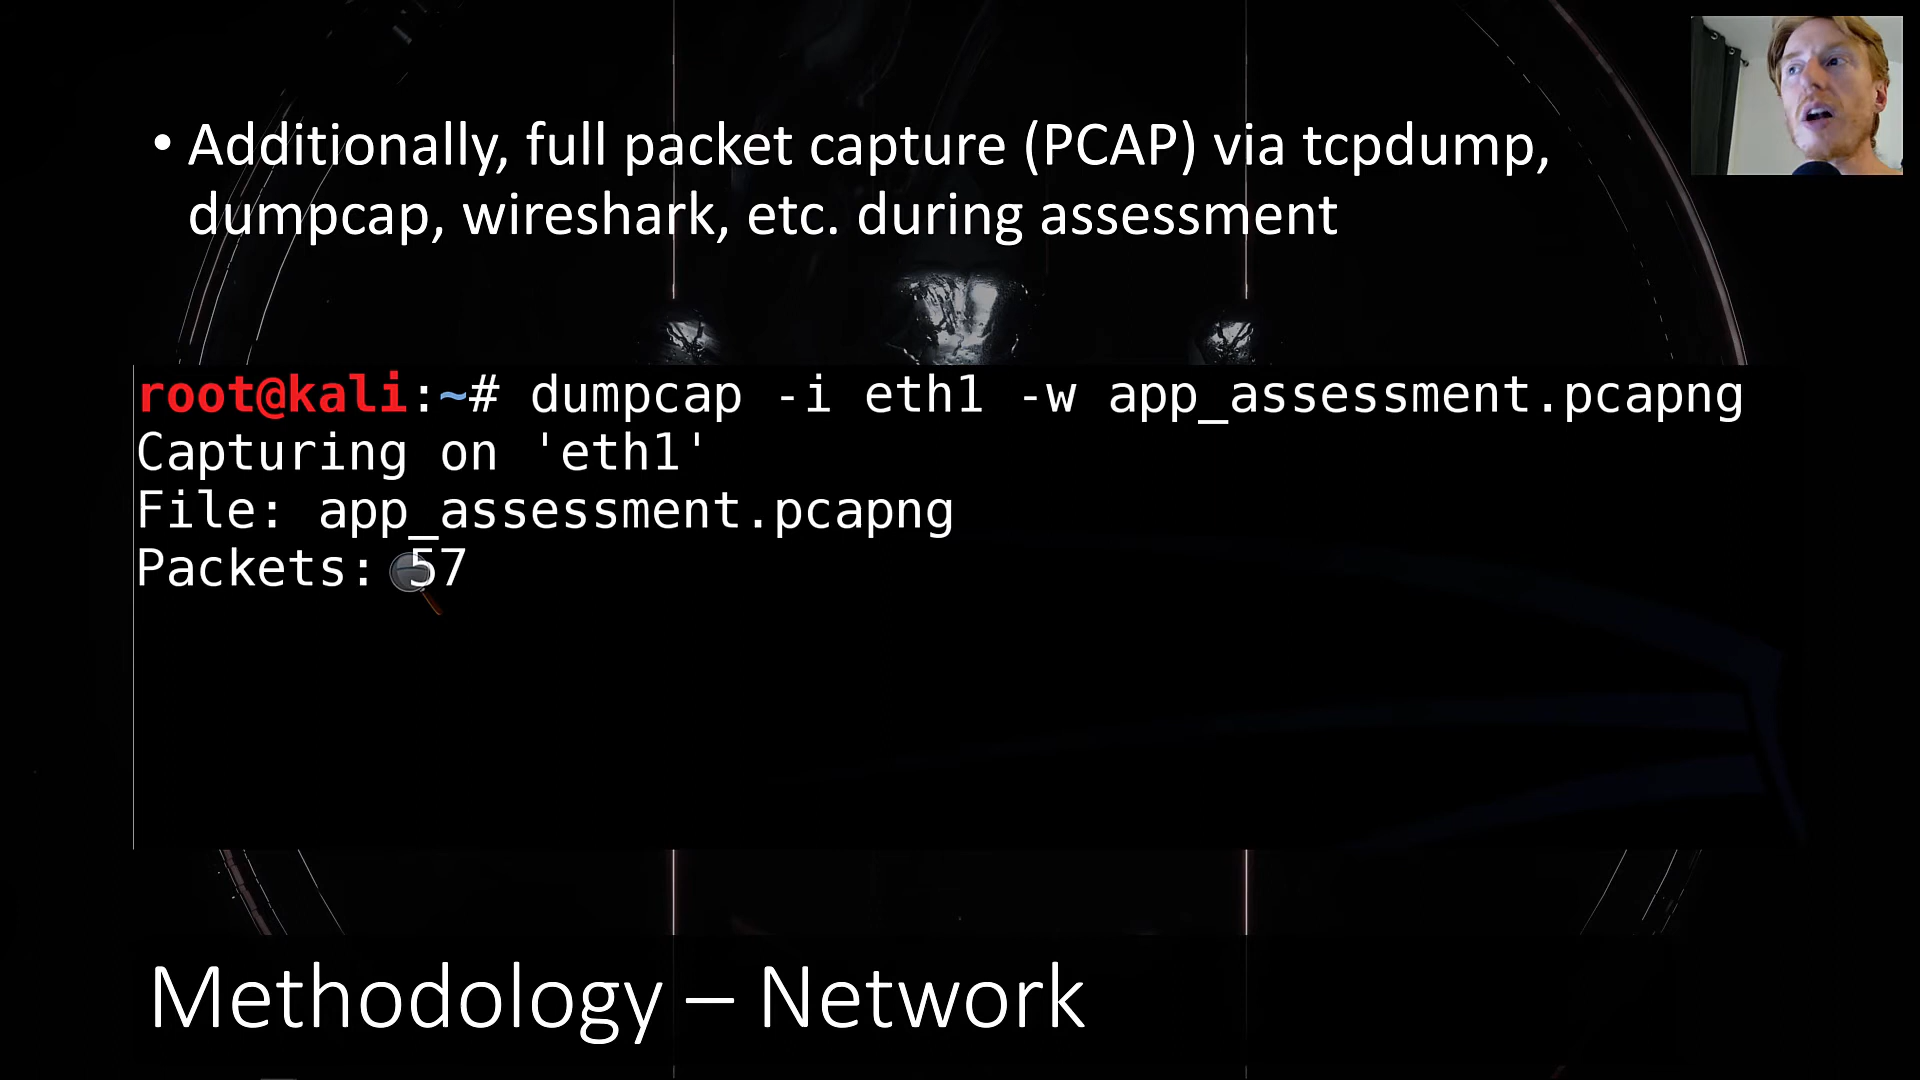 • Additionally, full packet capture (PCAP) via tcpdump,
dumpcap, wireshark, etc. during assessment
root@kali:~# dumpcap -i eth1 -w app_assessment.pcapng
Capturing on 'eth1'
File: app_assessment.pcapng
Packets: 57
Methodology – Network